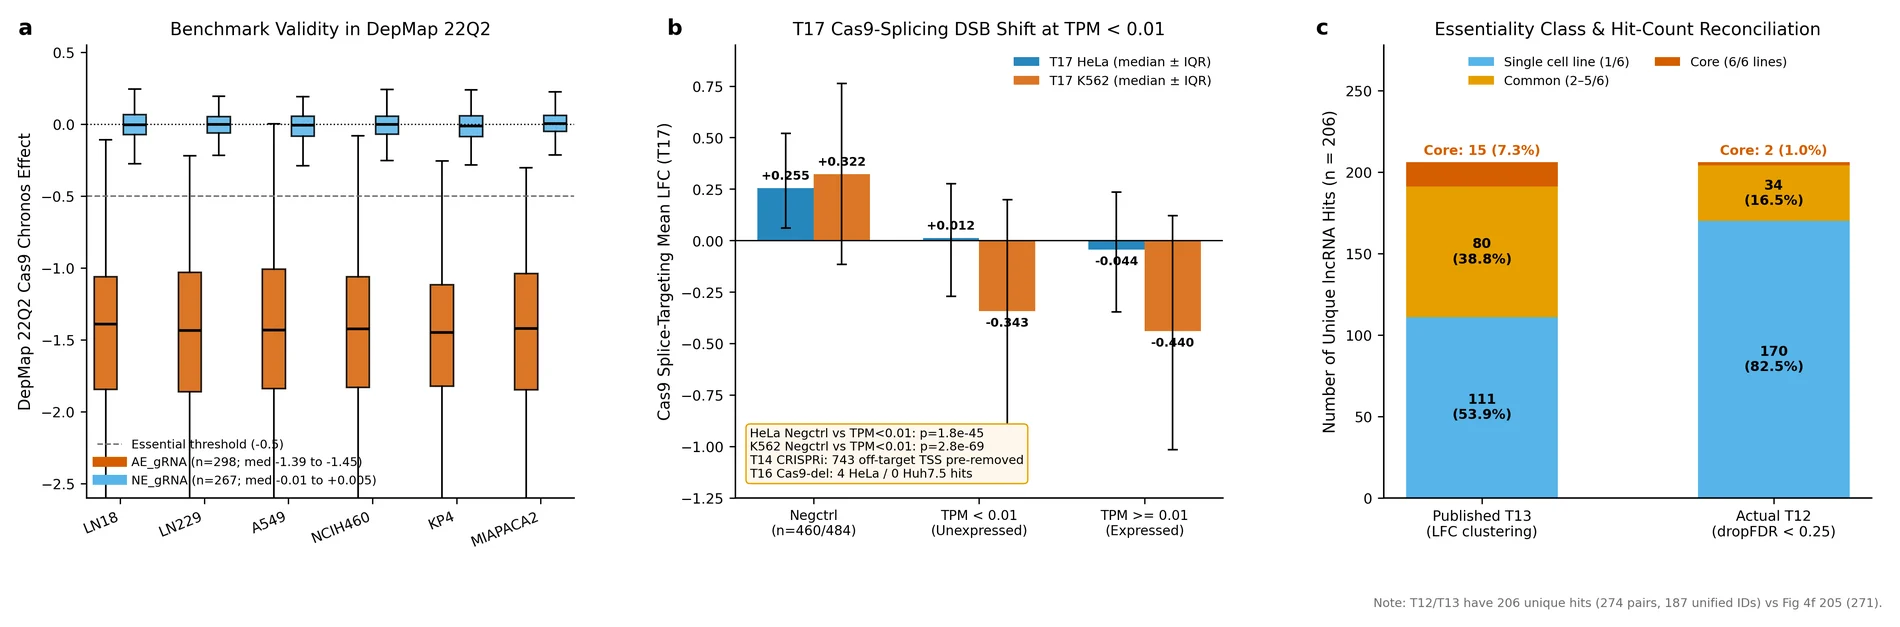 a
Benchmark Validity in DepMap 22Q2
DepMap 22Q2 Cas9 Chronos Effect
0.5
0.0
−0.5
−1.0
−1.5
−2.0
−2.5
Essential threshold (-0.5)
AE_gRNA (n=298; med -1.39 to -1.45)
NE_gRNA (n=267; med -0.01 to +0.005)
LN18
LN229
A549
NCIH460
KP4
MIAPACA2
b
T17 Cas9-Splicing DSB Shift at TPM < 0.01
Cas9 Splice-Targeting Mean LFC (T17)
T17 HeLa (median ± IQR)
T17 K562 (median ± IQR)
0.75
0.50
0.25
0.00
−0.25
−0.50
−0.75
−1.00
−1.25
+0.255
+0.322
+0.012
-0.343
-0.044
-0.440
HeLa Negctrl vs TPM<0.01: p=1.8e-45
K562 Negctrl vs TPM<0.01: p=2.8e-69
T14 CRISPRi: 743 off-target TSS pre-removed
T16 Cas9-del: 4 HeLa / 0 Huh7.5 hits
Negctrl
(n=460/484)
TPM < 0.01
(Unexpressed)
TPM >= 0.01
(Expressed)
c
Essentiality Class & Hit-Count Reconciliation
Number of Unique lncRNA Hits (n = 206)
Single cell line (1/6)
Common (2–5/6)
Core (6/6 lines)
250
200
150
100
50
0
Core: 15 (7.3%)
80
(38.8%)
111
(53.9%)
Core: 2 (1.0%)
34
(16.5%)
170
(82.5%)
Published T13
(LFC clustering)
Actual T12
(dropFDR < 0.25)
Note: T12/T13 have 206 unique hits (274 pairs, 187 unified IDs) vs Fig 4f 205 (271).